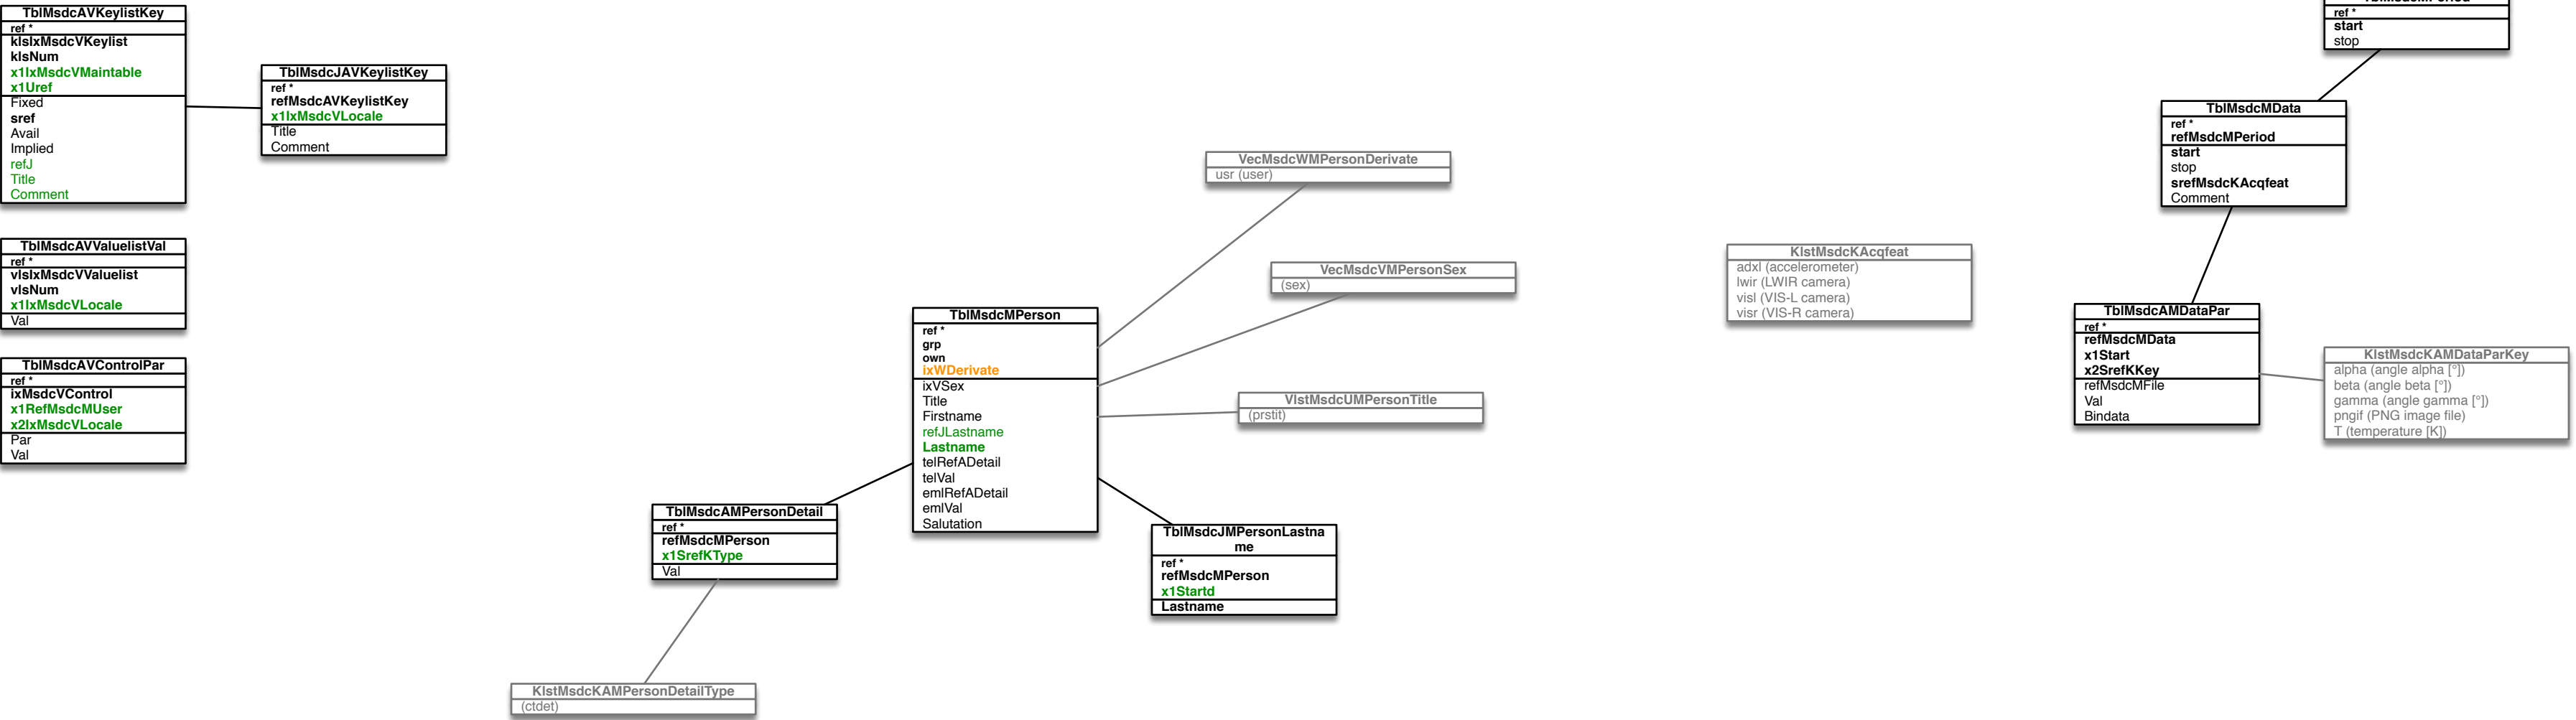 TblMsdcAVKeylistKey
ref *
klsIxMsdcVKeylist
klsNum
x1IxMsdcVMaintable
x1Uref
Fixed
sref
Avail
Implied
refJ
Title
Comment
TblMsdcJAVKeylistKey
ref *
refMsdcAVKeylistKey
x1IxMsdcVLocale
Title
Comment
TblMsdcAVValuelistVal
ref *
vlsIxMsdcVValuelist
vlsNum
x1IxMsdcVLocale
Val
TblMsdcAVControlPar
ref *
ixMsdcVControl
x1RefMsdcMUser
x2IxMsdcVLocale
Par
Val
VecMsdcWMPersonDerivate
usr (user)
VecMsdcVMPersonSex
(sex)
TblMsdcMPerson
ref *
grp
own
ixWDerivate
ixVSex
Title
Firstname
refJLastname
Lastname
telRefADetail
telVal
emlRefADetail
emlVal
Salutation
VlstMsdcUMPersonTitle
(prstit)
TblMsdcAMPersonDetail
ref *
refMsdcMPerson
x1SrefKType
Val
TblMsdcJMPersonLastna
me
ref *
refMsdcMPerson
x1Startd
Lastname
KlstMsdcKAMPersonDetailType
(ctdet)
KlstMsdcKAcqfeat
adxl (accelerometer)
lwir (LWIR camera)
visl (VIS-L camera)
visr (VIS-R camera)
TblMsdcMPeriod
ref *
start
stop
TblMsdcMData
ref *
refMsdcMPeriod
start
stop
srefMsdcKAcqfeat
Comment
TblMsdcAMDataPar
ref *
refMsdcMData
x1Start
x2SrefKKey
refMsdcMFile
Val
Bindata
KlstMsdcKAMDataParKey
alpha (angle alpha [°])
beta (angle beta [°])
gamma (angle gamma [°])
pngif (PNG image file)
T (temperature [K])